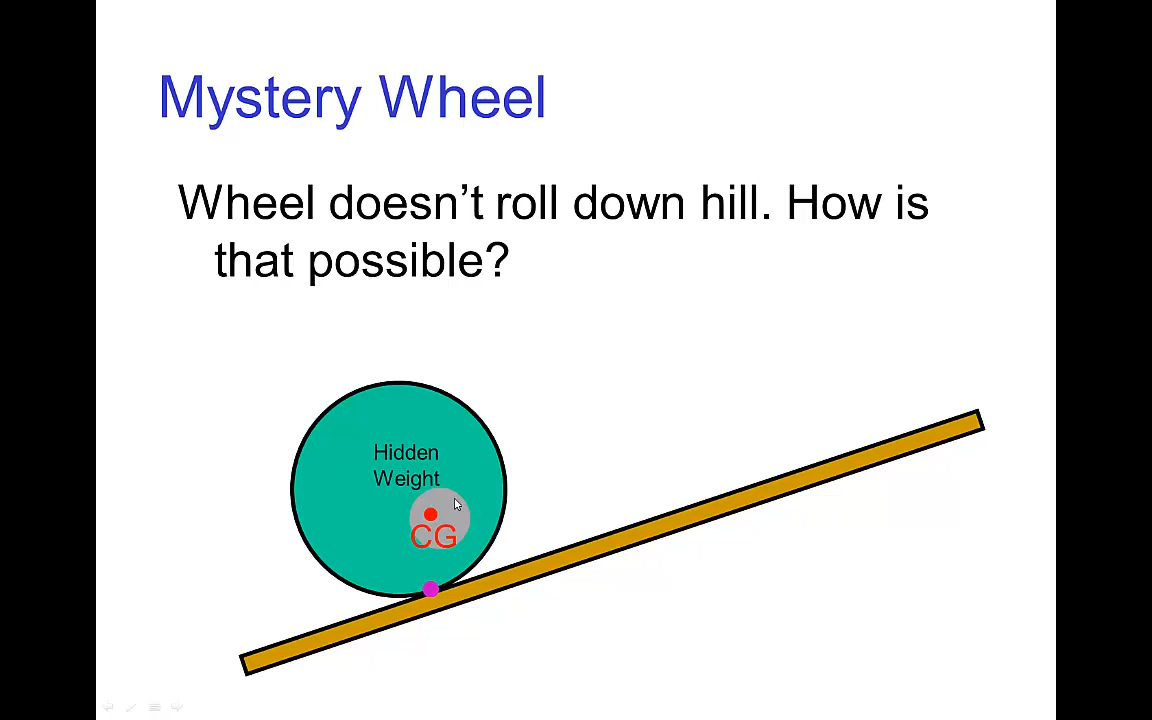 Mystery Wheel
Wheel doesn’t roll down hill. How is
that possible?
Hidden
Weight
CG